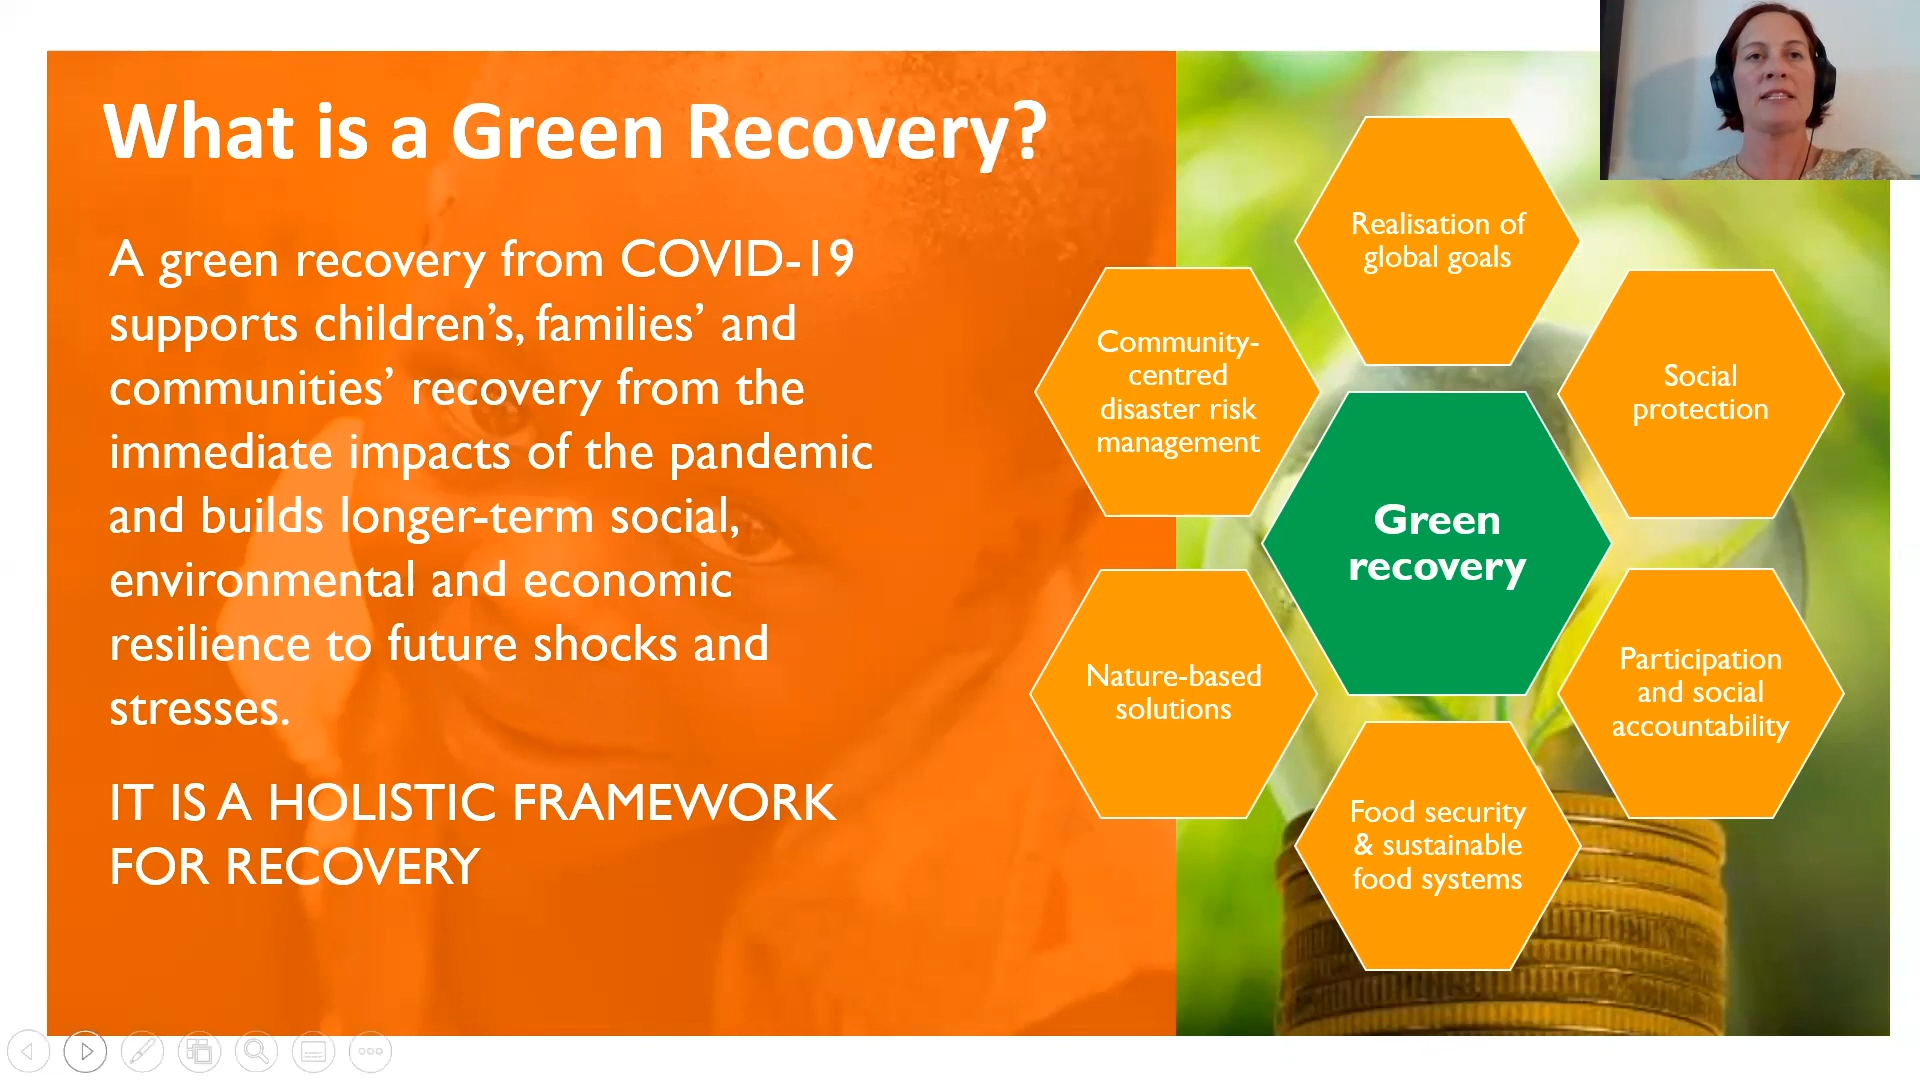 What is a Green Recovery?
A green recovery from COVID-19
supports children’s, families’ and
communities’ recovery from the
immediate impacts of the pandemic
and builds longer-term social,
environmental and economic
resilience to future shocks and
stresses.
IT IS A HOLISTIC FRAMEWORK
FOR RECOVERY
Realisation of
global goals
Community-
centred
disaster risk
management
Social
protection
Green
recovery
Nature-based
solutions
Participation
and social
accountability
Food security
& sustainable
food systems